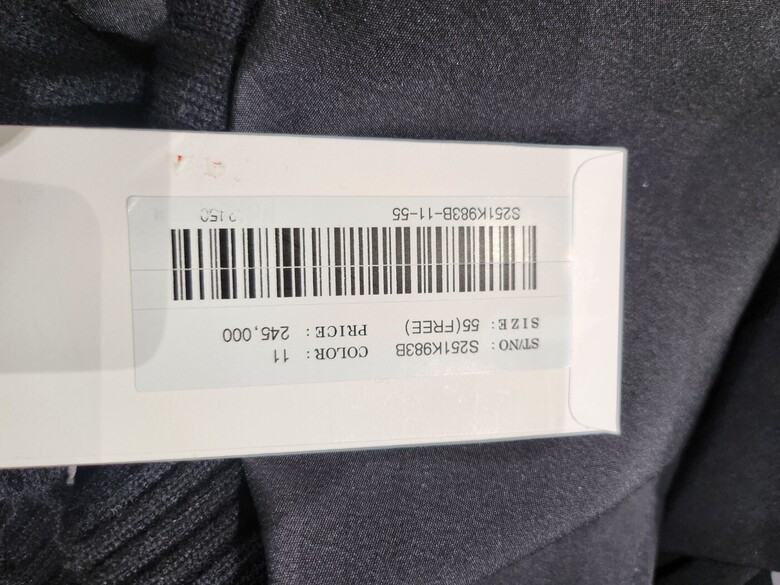 ST/NO : S251K983B COLOR : 11
SIZE : 55(FREE) PRICE : 245,000
S251K983B-11-55